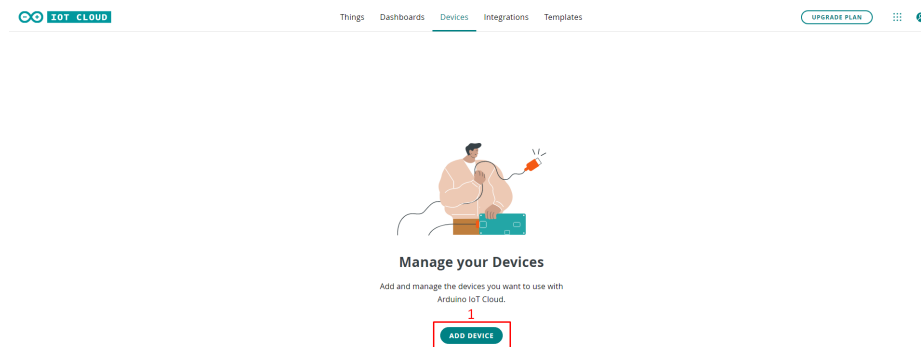 IOT CLOUD
Things Dashboards Devices Integrations Templates
UPGRADE PLAN
Manage your Devices
Add and manage the devices you want to use with
Arduino IoT Cloud.
1
ADD DEVICE